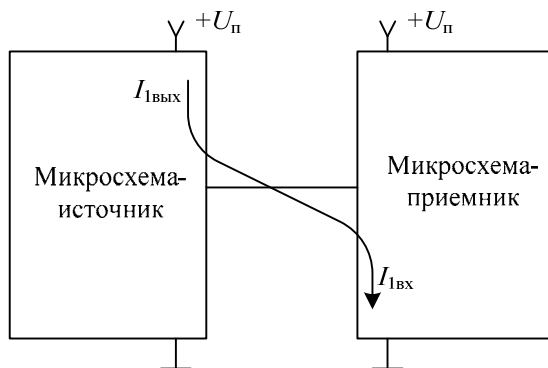 +Uп
+Uп
I1вых
Микросхема-
источник
Микросхема-
приемник
I1вх